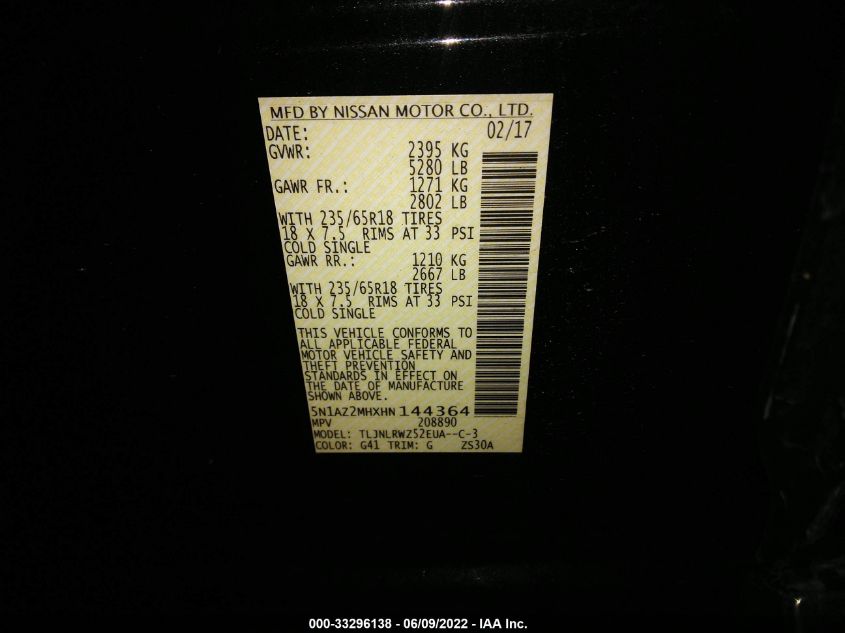 MFD BY NISSAN MOTOR CO., LTD.
DATE: 02/17
GVWR: 2395 KG
5280 LB
GAWR FR.: 1271 KG
2802 LB
WITH 235/65R18 TIRES
18 X 7.5 RIMS AT 33 PSI
COLD SINGLE
GAWR RR.: 1210 KG
2667 LB
WITH 235/65R18 TIRES
18 X 7.5 RIMS AT 33 PSI
COLD SINGLE
THIS VEHICLE CONFORMS TO
ALL APPLICABLE FEDERAL
MOTOR VEHICLE SAFETY AND
THEFT PREVENTION
STANDARDS IN EFFECT ON
THE DATE OF MANUFACTURE
SHOWN ABOVE.
5N1AZ2MHXHN144364
MPV 208890
MODEL: TLJNLRWZ52EUA--C-3
COLOR: G41 TRIM: G ZS30A
000-33296138 - 06/09/2022 - IAA Inc.